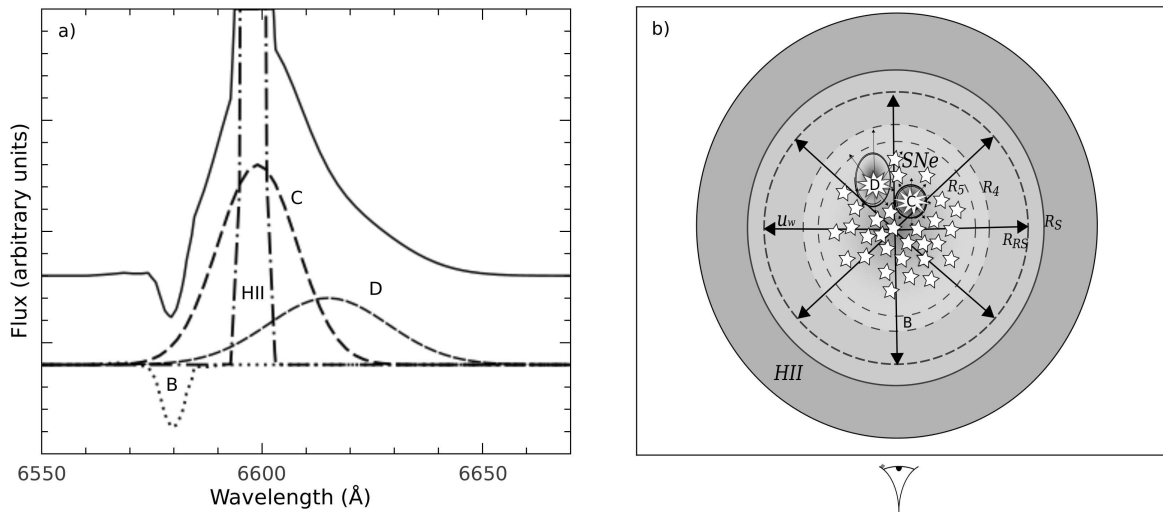 a)
Flux (arbitrary units)
C
HII
D
B
6550
6600
6650
Wavelength (Å)
b)
SNe
D
C
R5
R4
uw
RRS
RS
B
HII